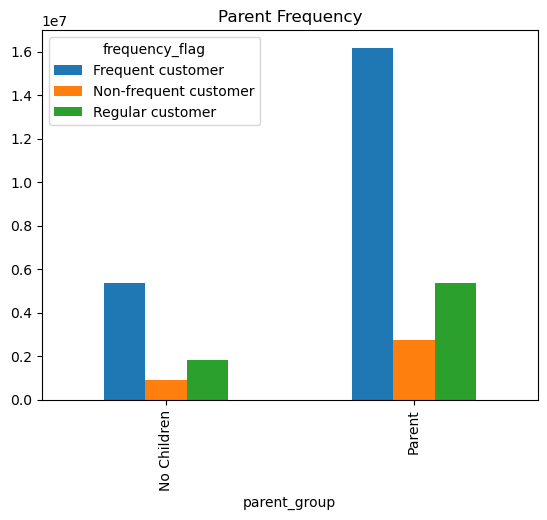 Parent Frequency
1e7
frequency_flag
Frequent customer
Non-frequent customer
Regular customer
1.6
1.4
1.2
1.0
0.8
0.6
0.4
0.2
0.0
No Children
Parent
parent_group